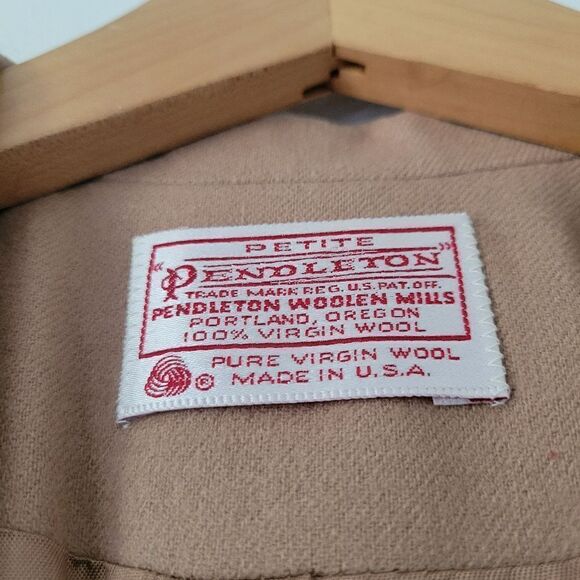 PETITE
"PENDLETON"
TRADE MARK REG. U.S. PAT. OFF.
PENDLETON WOOLEN MILLS
PORTLAND, OREGON
100% VIRGIN WOOL
® PURE VIRGIN WOOL
MADE IN U.S.A.